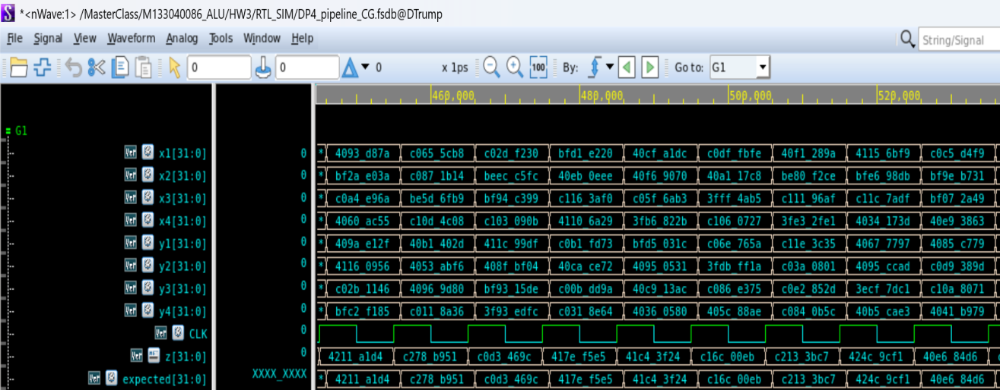 *<nWave:1> /MasterClass/M133040086_ALU/HW3/RTL_SIM/DP4_pipeline_CG.fsdb@DTrump
File Signal View Waveform Analog Tools Window Help String/Signal
0 0 0 x 1ps 100 By: Go to: G1
460,000 480,000 500,000 520,000
G1
x1[31:0] 0 * 4093_d87a c065_5cb8 c02d_f230 bfd1_e220 40cf_a1dc c0df_fbfe 40f1_289a 4115_6bf9 c0c5_d4f9
x2[31:0] 0 * bf2a_e03a c087_1b14 beec_c5fc 40eb_0eee 40f6_9070 40a1_17c8 be80_f2ce bfe6_98db bf9e_b731
x3[31:0] 0 * c0a4_e96a be5d_6fb9 bf94_c399 c116_3af0 c05f_6ab3 3fff_4ab5 c111_96af c11c_7adf bf07_2a49
x4[31:0] 0 * 4060_ac55 c10d_4c08 c103_090b 4110_6a29 3fb6_822b c106_0727 3fe3_2fe1 4034_173d 40e9_3863
y1[31:0] 0 * 409a_e12f 40b1_402d 411c_99df c0b1_fd73 bfd5_031c c06e_765a c11e_3c35 4067_7797 4085_c779
y2[31:0] 0 * 4116_0956 4053_abf6 408f_bf04 40ca_ce72 4095_0531 3fdb_ff1a c03a_0801 4095_ccad c0d9_389d
y3[31:0] 0 * c02b_1146 4096_9d80 bf93_15de c00b_dd9a 40c9_13ac c086_e375 c0e2_852d 3ecf_7dc1 c10a_8071
y4[31:0] 0 * bfc2_f185 c011_8a36 3f93_edfc c031_8e64 4036_0580 405c_88ae c084_0b5c 40b5_cae3 4041_b979
CLK 0
z[31:0] 0 4211_a1d4 c278_b951 c0d3_469c 417e_f5e5 41c4_3f24 c16c_00eb c213_3bc7 424c_9cf1 40e6_84d6
expected[31:0] XXXX_XXXX * 4211_a1d4 c278_b951 c0d3_469c 417e_f5e5 41c4_3f24 c16c_00eb c213_3bc7 424c_9cf1 40e6_84d6